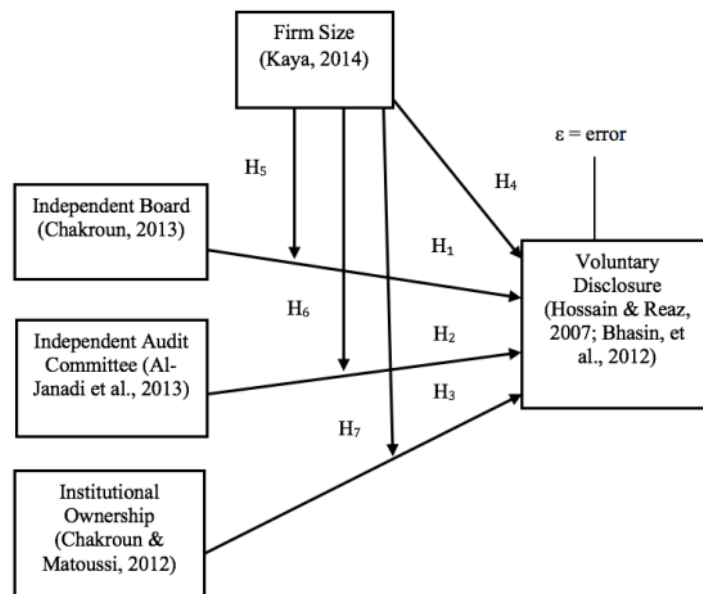 Firm Size
(Kaya, 2014)
ε = error
H₅
H₄
Independent Board
(Chakroun, 2013)
H₁
Voluntary
Disclosure
(Hossain & Reaz,
2007; Bhasin, et
al., 2012)
H₆
Independent Audit
Committee (Al-
Janadi et al., 2013)
H₂
H₃
H₇
Institutional
Ownership
(Chakroun &
Matoussi, 2012)